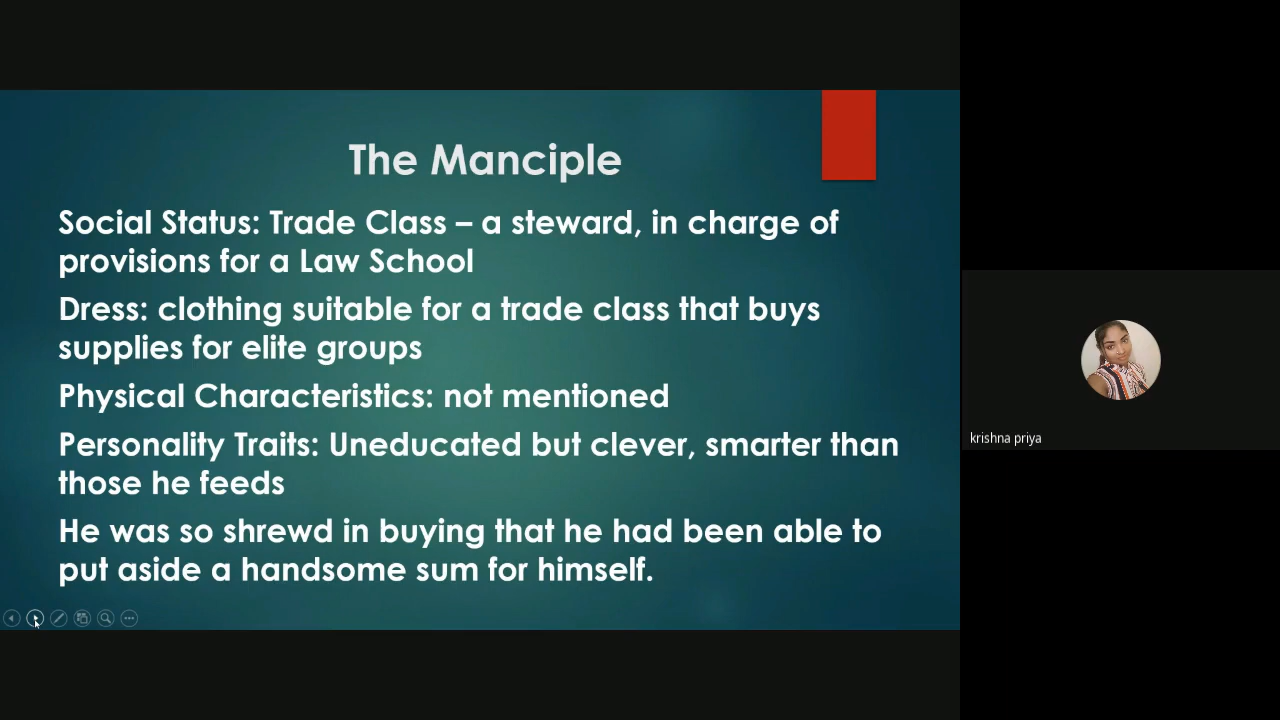 The Manciple
Social Status: Trade Class – a steward, in charge of
provisions for a Law School
Dress: clothing suitable for a trade class that buys
supplies for elite groups
Physical Characteristics: not mentioned
Personality Traits: Uneducated but clever, smarter than
those he feeds
He was so shrewd in buying that he had been able to
put aside a handsome sum for himself.
krishna priya